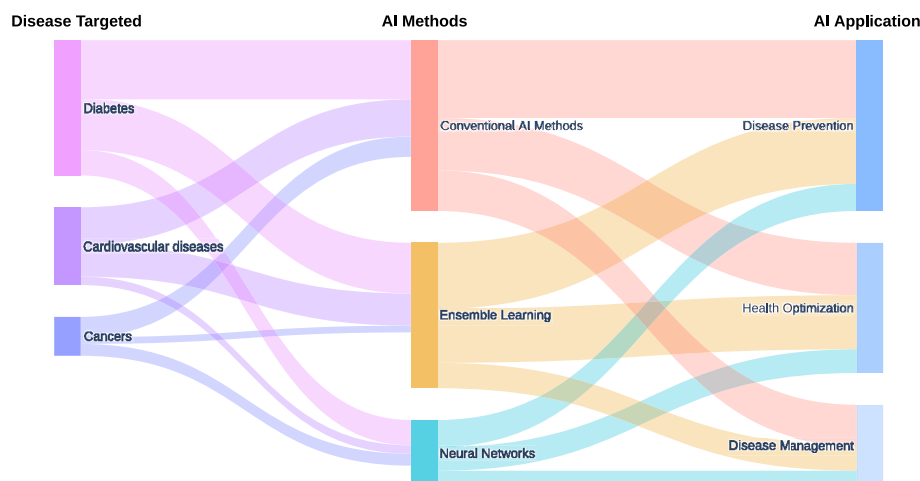 Disease Targeted
AI Methods
AI Application
Diabetes
Conventional AI Methods
Disease Prevention
Cardiovascular diseases
Health Optimization
Ensemble Learning
Cancers
Disease Management
Neural Networks